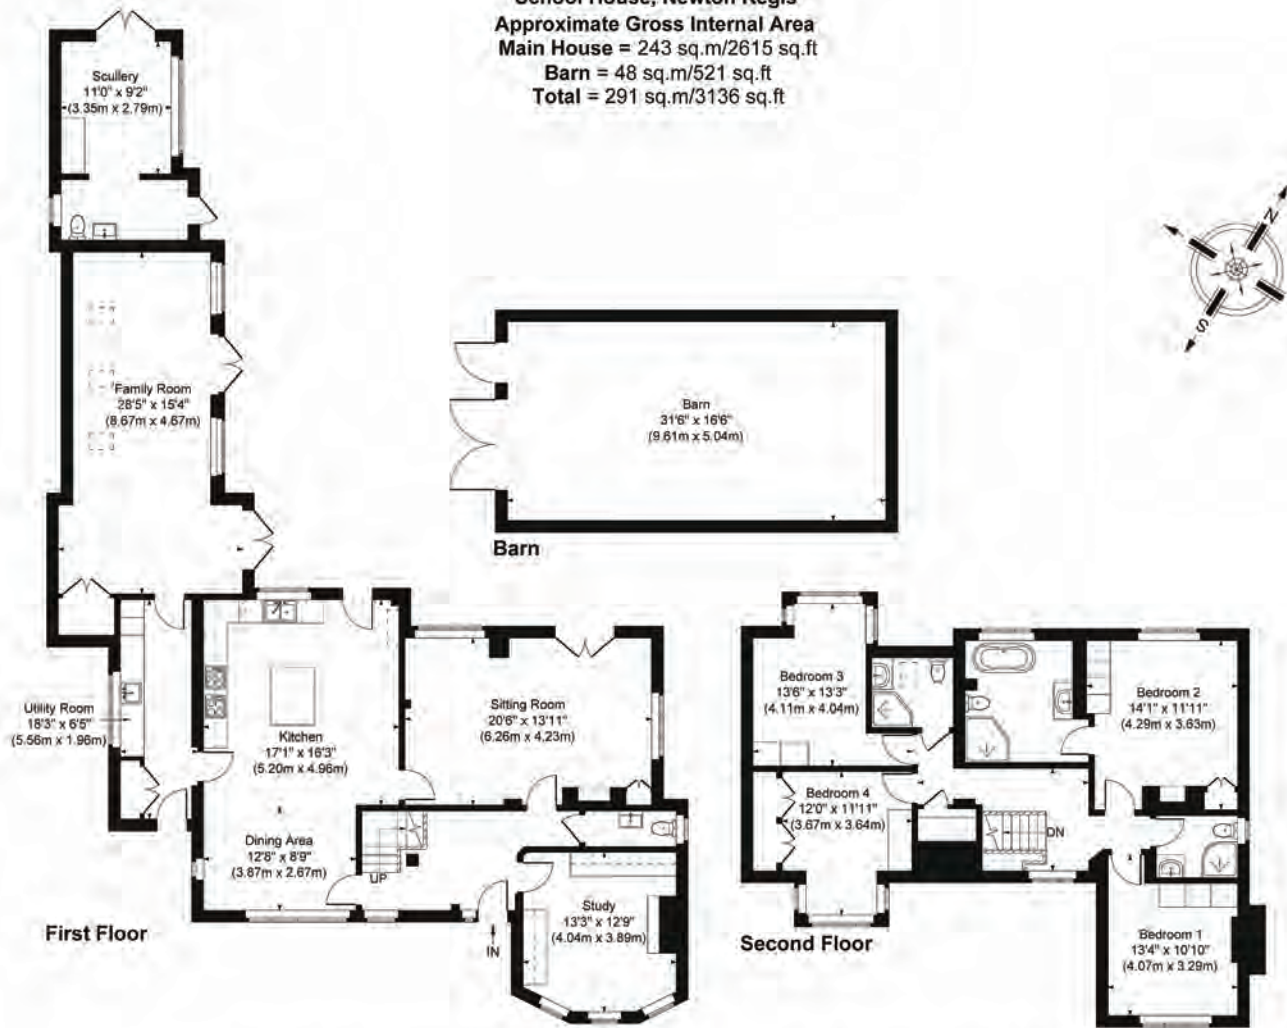 School House, Newton Regis
Approximate Gross Internal Area
Main House = 243 sq.m/2615 sq.ft
Barn = 48 sq.m/521 sq.ft
Total = 291 sq.m/3136 sq.ft
Scullery
11'0" x 9'2"
(3.35m x 2.79m)
N
S
Family Room
28'5" x 15'4"
(8.67m x 4.67m)
Barn
31'6" x 16'6"
(9.61m x 5.04m)
Barn
Utility Room
18'3" x 6'5"
(5.56m x 1.96m)
Kitchen
17'1" x 16'3"
(5.20m x 4.96m)
Sitting Room
20'6" x 13'11"
(6.26m x 4.23m)
Dining Area
12'8" x 8'9"
(3.87m x 2.67m)
UP
IN
Study
13'3" x 12'9"
(4.04m x 3.89m)
First Floor
Bedroom 3
13'6" x 13'3"
(4.11m x 4.04m)
Bedroom 2
14'1" x 11'11"
(4.29m x 3.63m)
Bedroom 4
12'0" x 11'11"
(3.67m x 3.64m)
DN
Bedroom 1
13'4" x 10'10"
(4.07m x 3.29m)
Second Floor